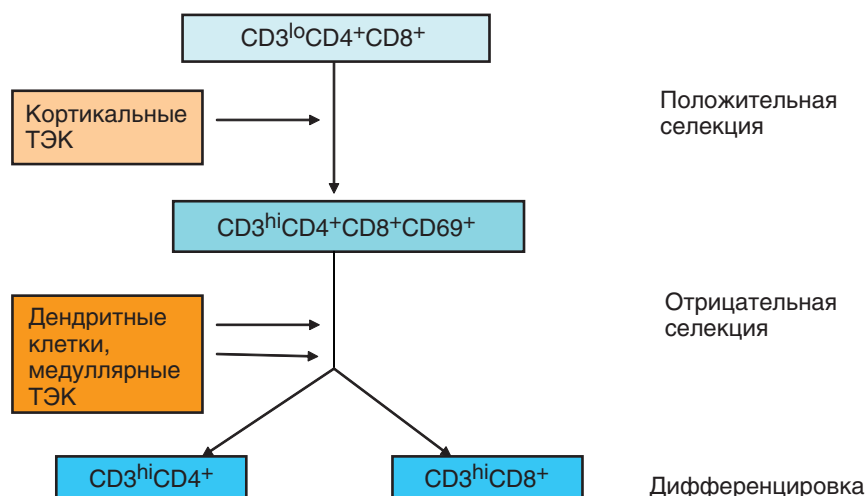 CD3loCD4+CD8+
Кортикальные
ТЭК
Положительная
селекция
CD3hiCD4+CD8+CD69+
Дендритные
клетки,
медуллярные
ТЭК
Отрицательная
селекция
CD3hiCD4+
CD3hiCD8+
Дифференцировка